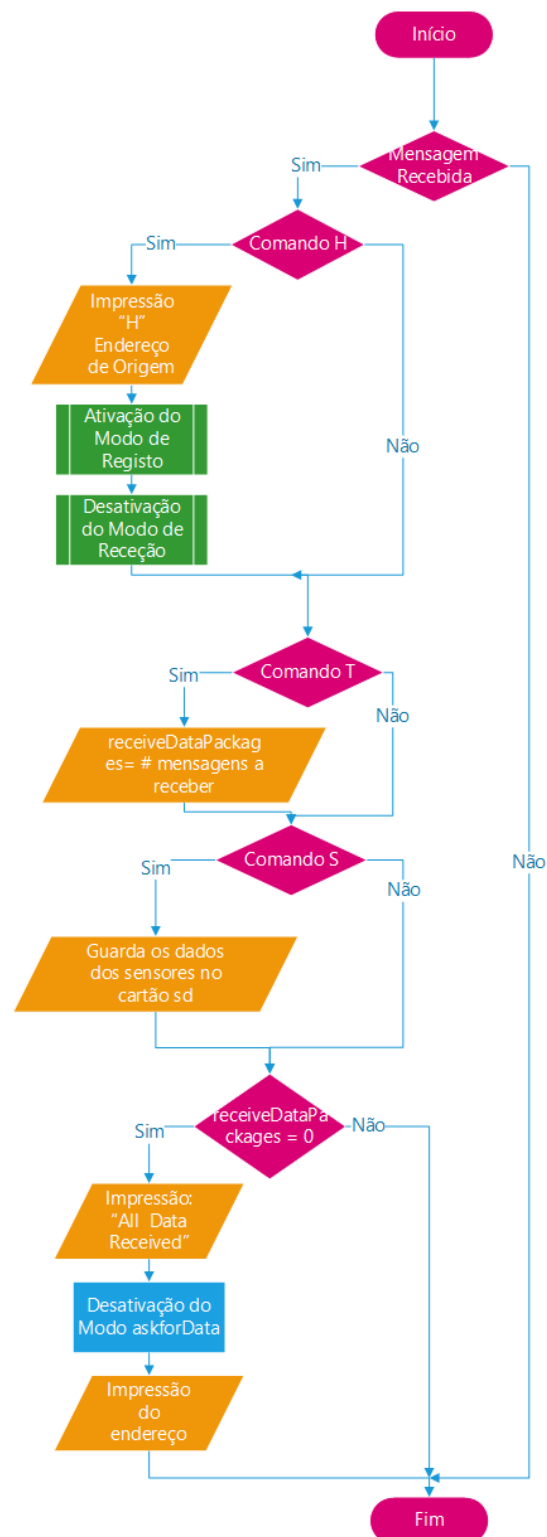 Início
Mensagem
Recebida
Sim
Comando H
Sim
Impressão
“H”
Endereço
de Origem
Ativação do
Modo de
Registo
Não
Desativação
do Modo de
Receção
Comando T
Sim
Não
receiveDataPackag
es= # mensagens a
receber
Comando S
Sim
Não
Não
Guarda os dados
dos sensores no
cartão sd
receiveDataPa
ckages = 0
Sim
Não
Impressão:
“All Data
Received”
Desativação do
Modo askforData
Impressão
do
endereço
Fim